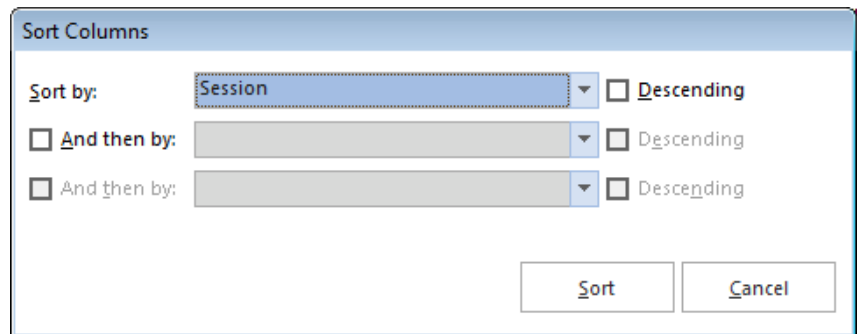 Sort Columns
Sort by: Session Descending
And then by: Descending
And then by: Descending
Sort Cancel